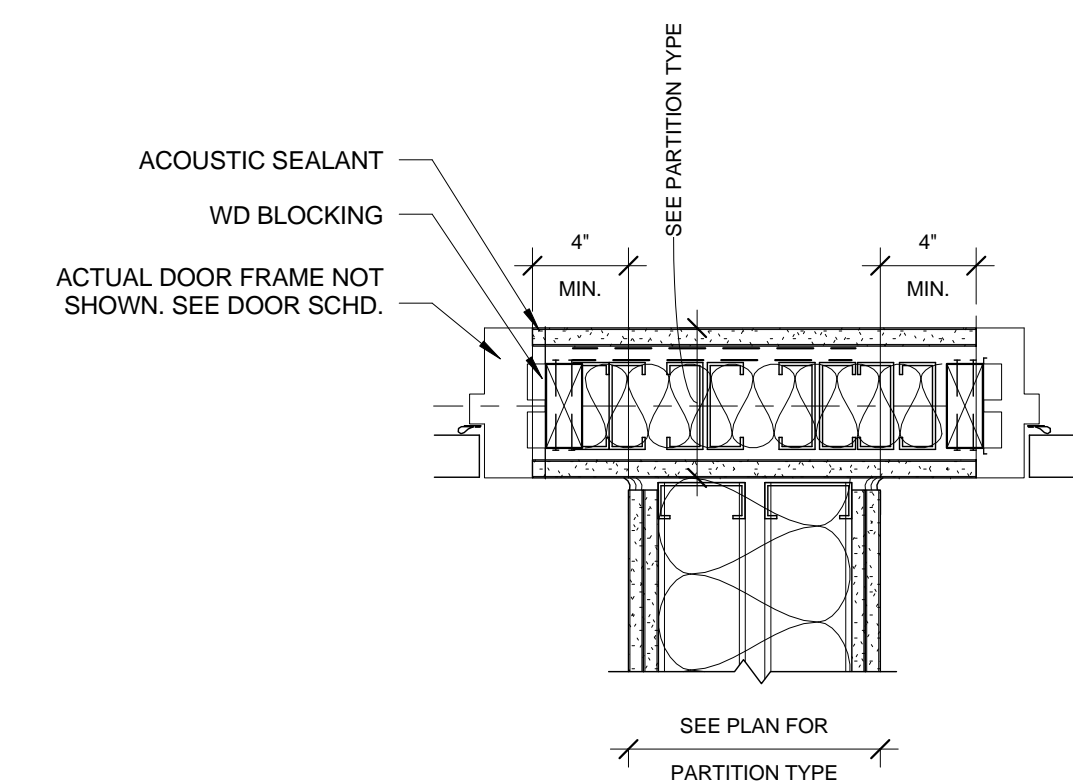 SEE PARTITION TYPE
ACOUSTIC SEALANT
WD BLOCKING
ACTUAL DOOR FRAME NOT
SHOWN. SEE DOOR SCHD.
4"
MIN.
4"
MIN.
SEE PLAN FOR
PARTITION TYPE